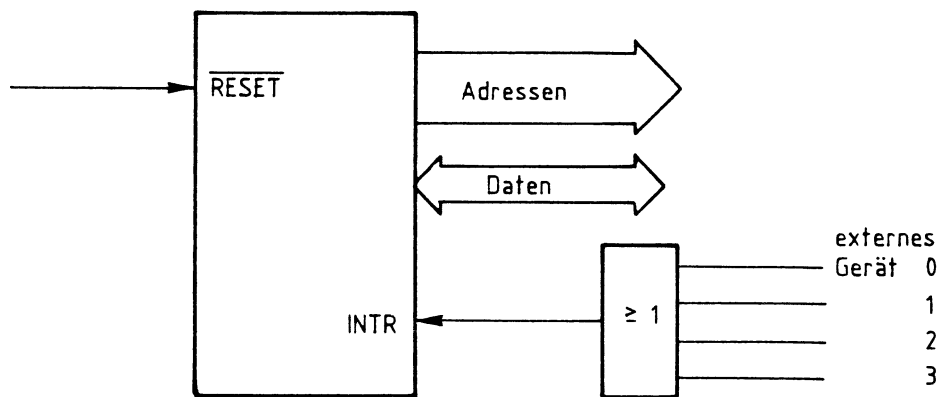 RESET
Adressen
Daten
externes
Gerät 0
1
INTR
≥ 1
2
3